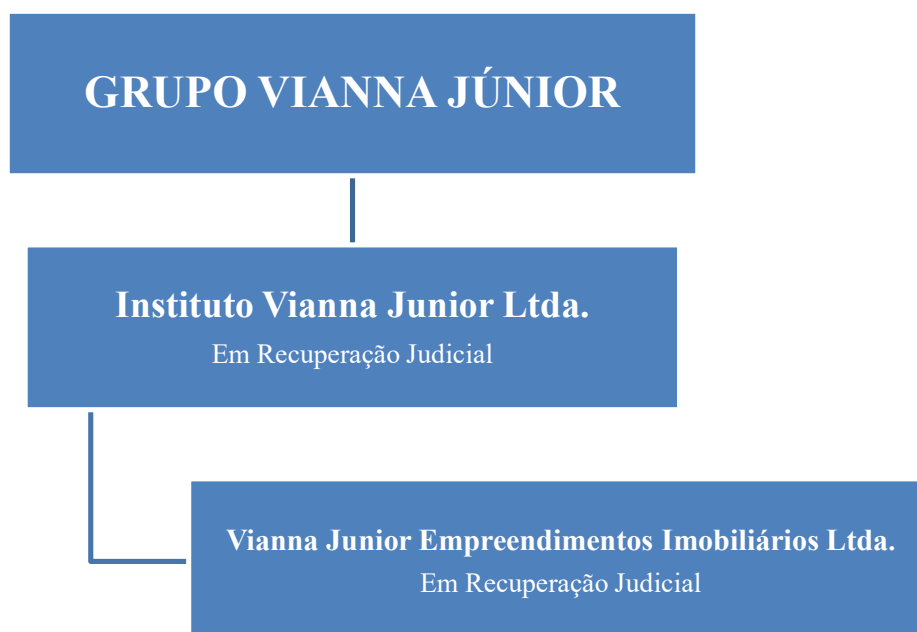 GRUPO VIANNA JÚNIOR
Instituto Vianna Junior Ltda.
Em Recuperação Judicial
Vianna Junior Empreendimentos Imobiliários Ltda.
Em Recuperação Judicial